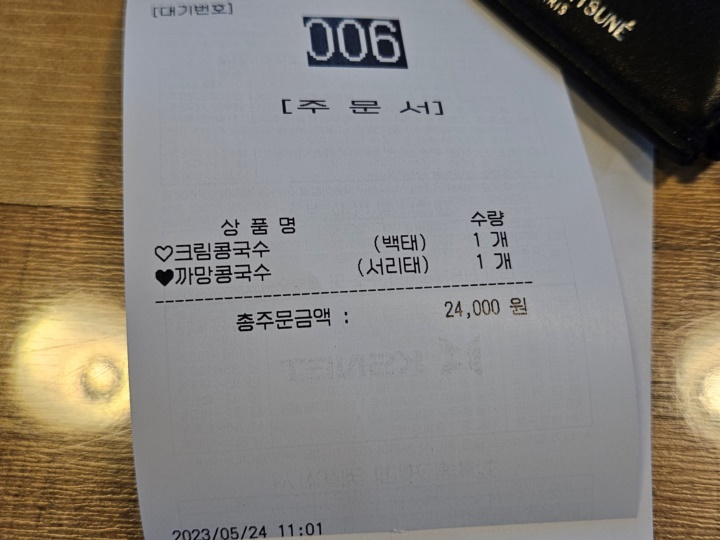 [대기번호]
006
[주 문 서]
상 품 명 수량
♡크림콩국수 (백태) 1 개
♥까망콩국수 (서리태) 1 개
총주문금액 : 24,000 원
KSNET
2023/05/24 11:01